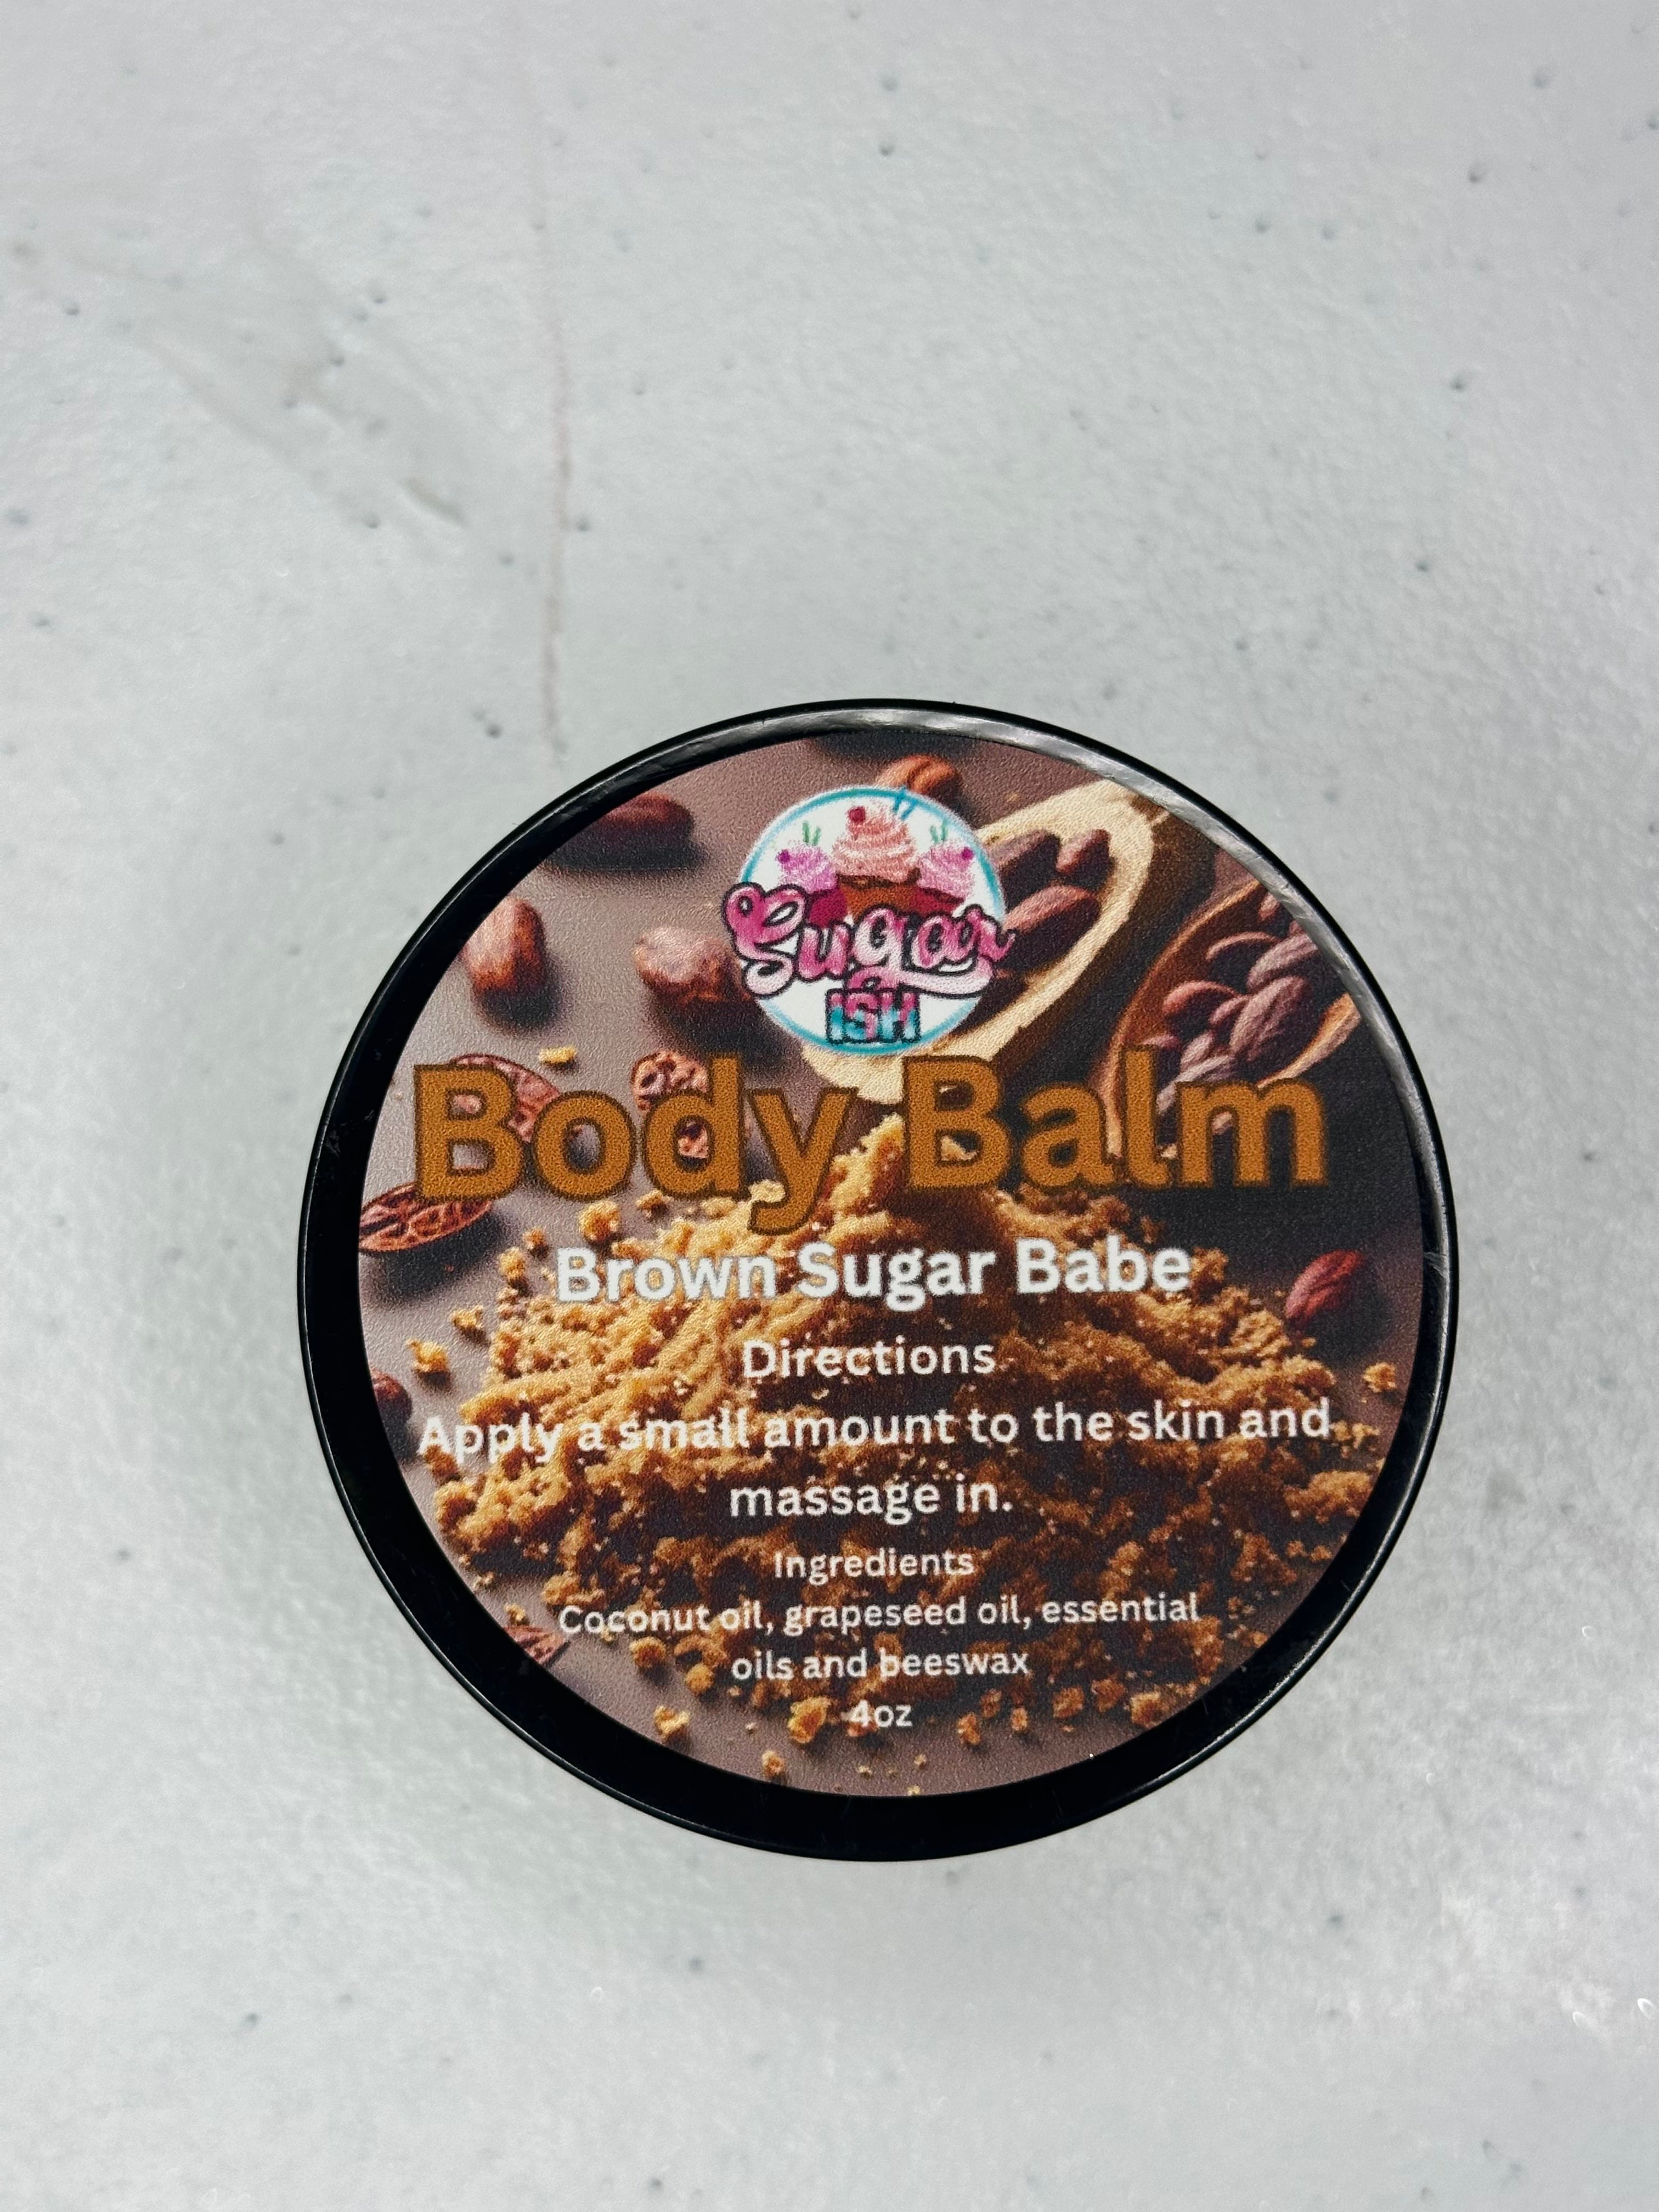 Sugar
ISH
Body Balm
Brown Sugar Babe
Directions
Apply a small amount to the skin and
massage in.
Ingredients
Coconut oil, grapeseed oil, essential
oils and beeswax
4oz